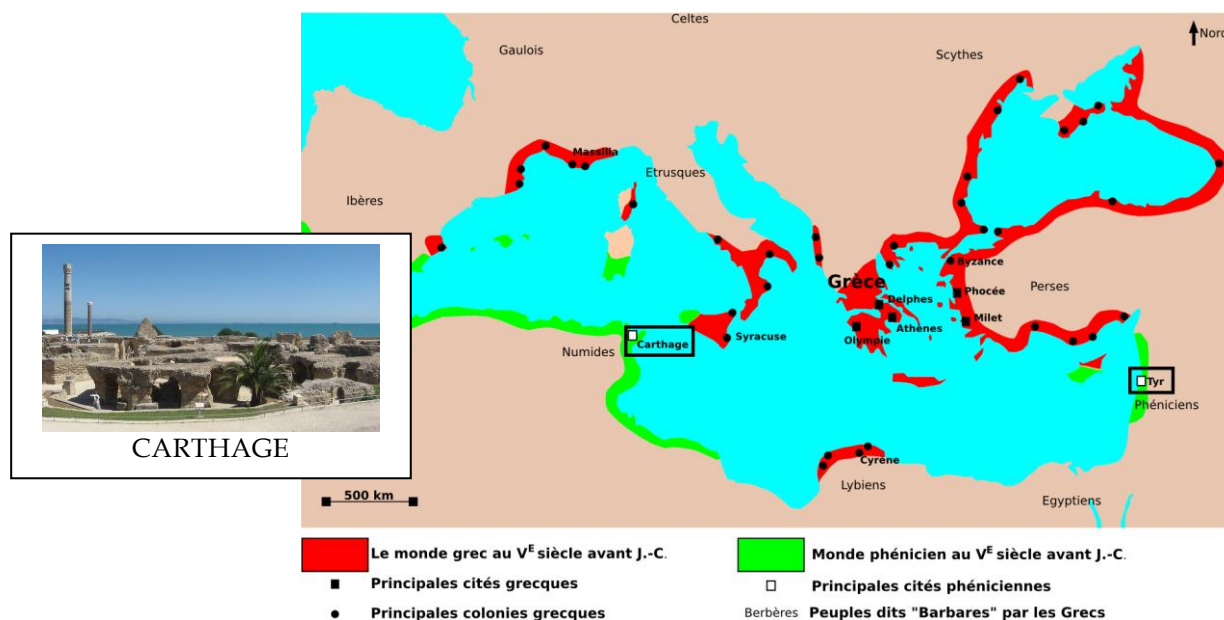 Celtes
Nord
Gaulois
Scythes
Massilia
Etrusques
Ibères
Byzance
Grèce
Perses
Phocée
Delphes
Milet
Athènes
Olympie
Syracuse
Carthage
Numides
Tyr
Phéniciens
CARTHAGE
Cyrène
Lybiens
500 km
Egyptiens
Le monde grec au VE siècle avant J.-C.
Monde phénicien au VE siècle avant J.-C.
Principales cités grecques
Principales cités phéniciennes
Principales colonies grecques
Berbères Peuples dits "Barbares" par les Grecs